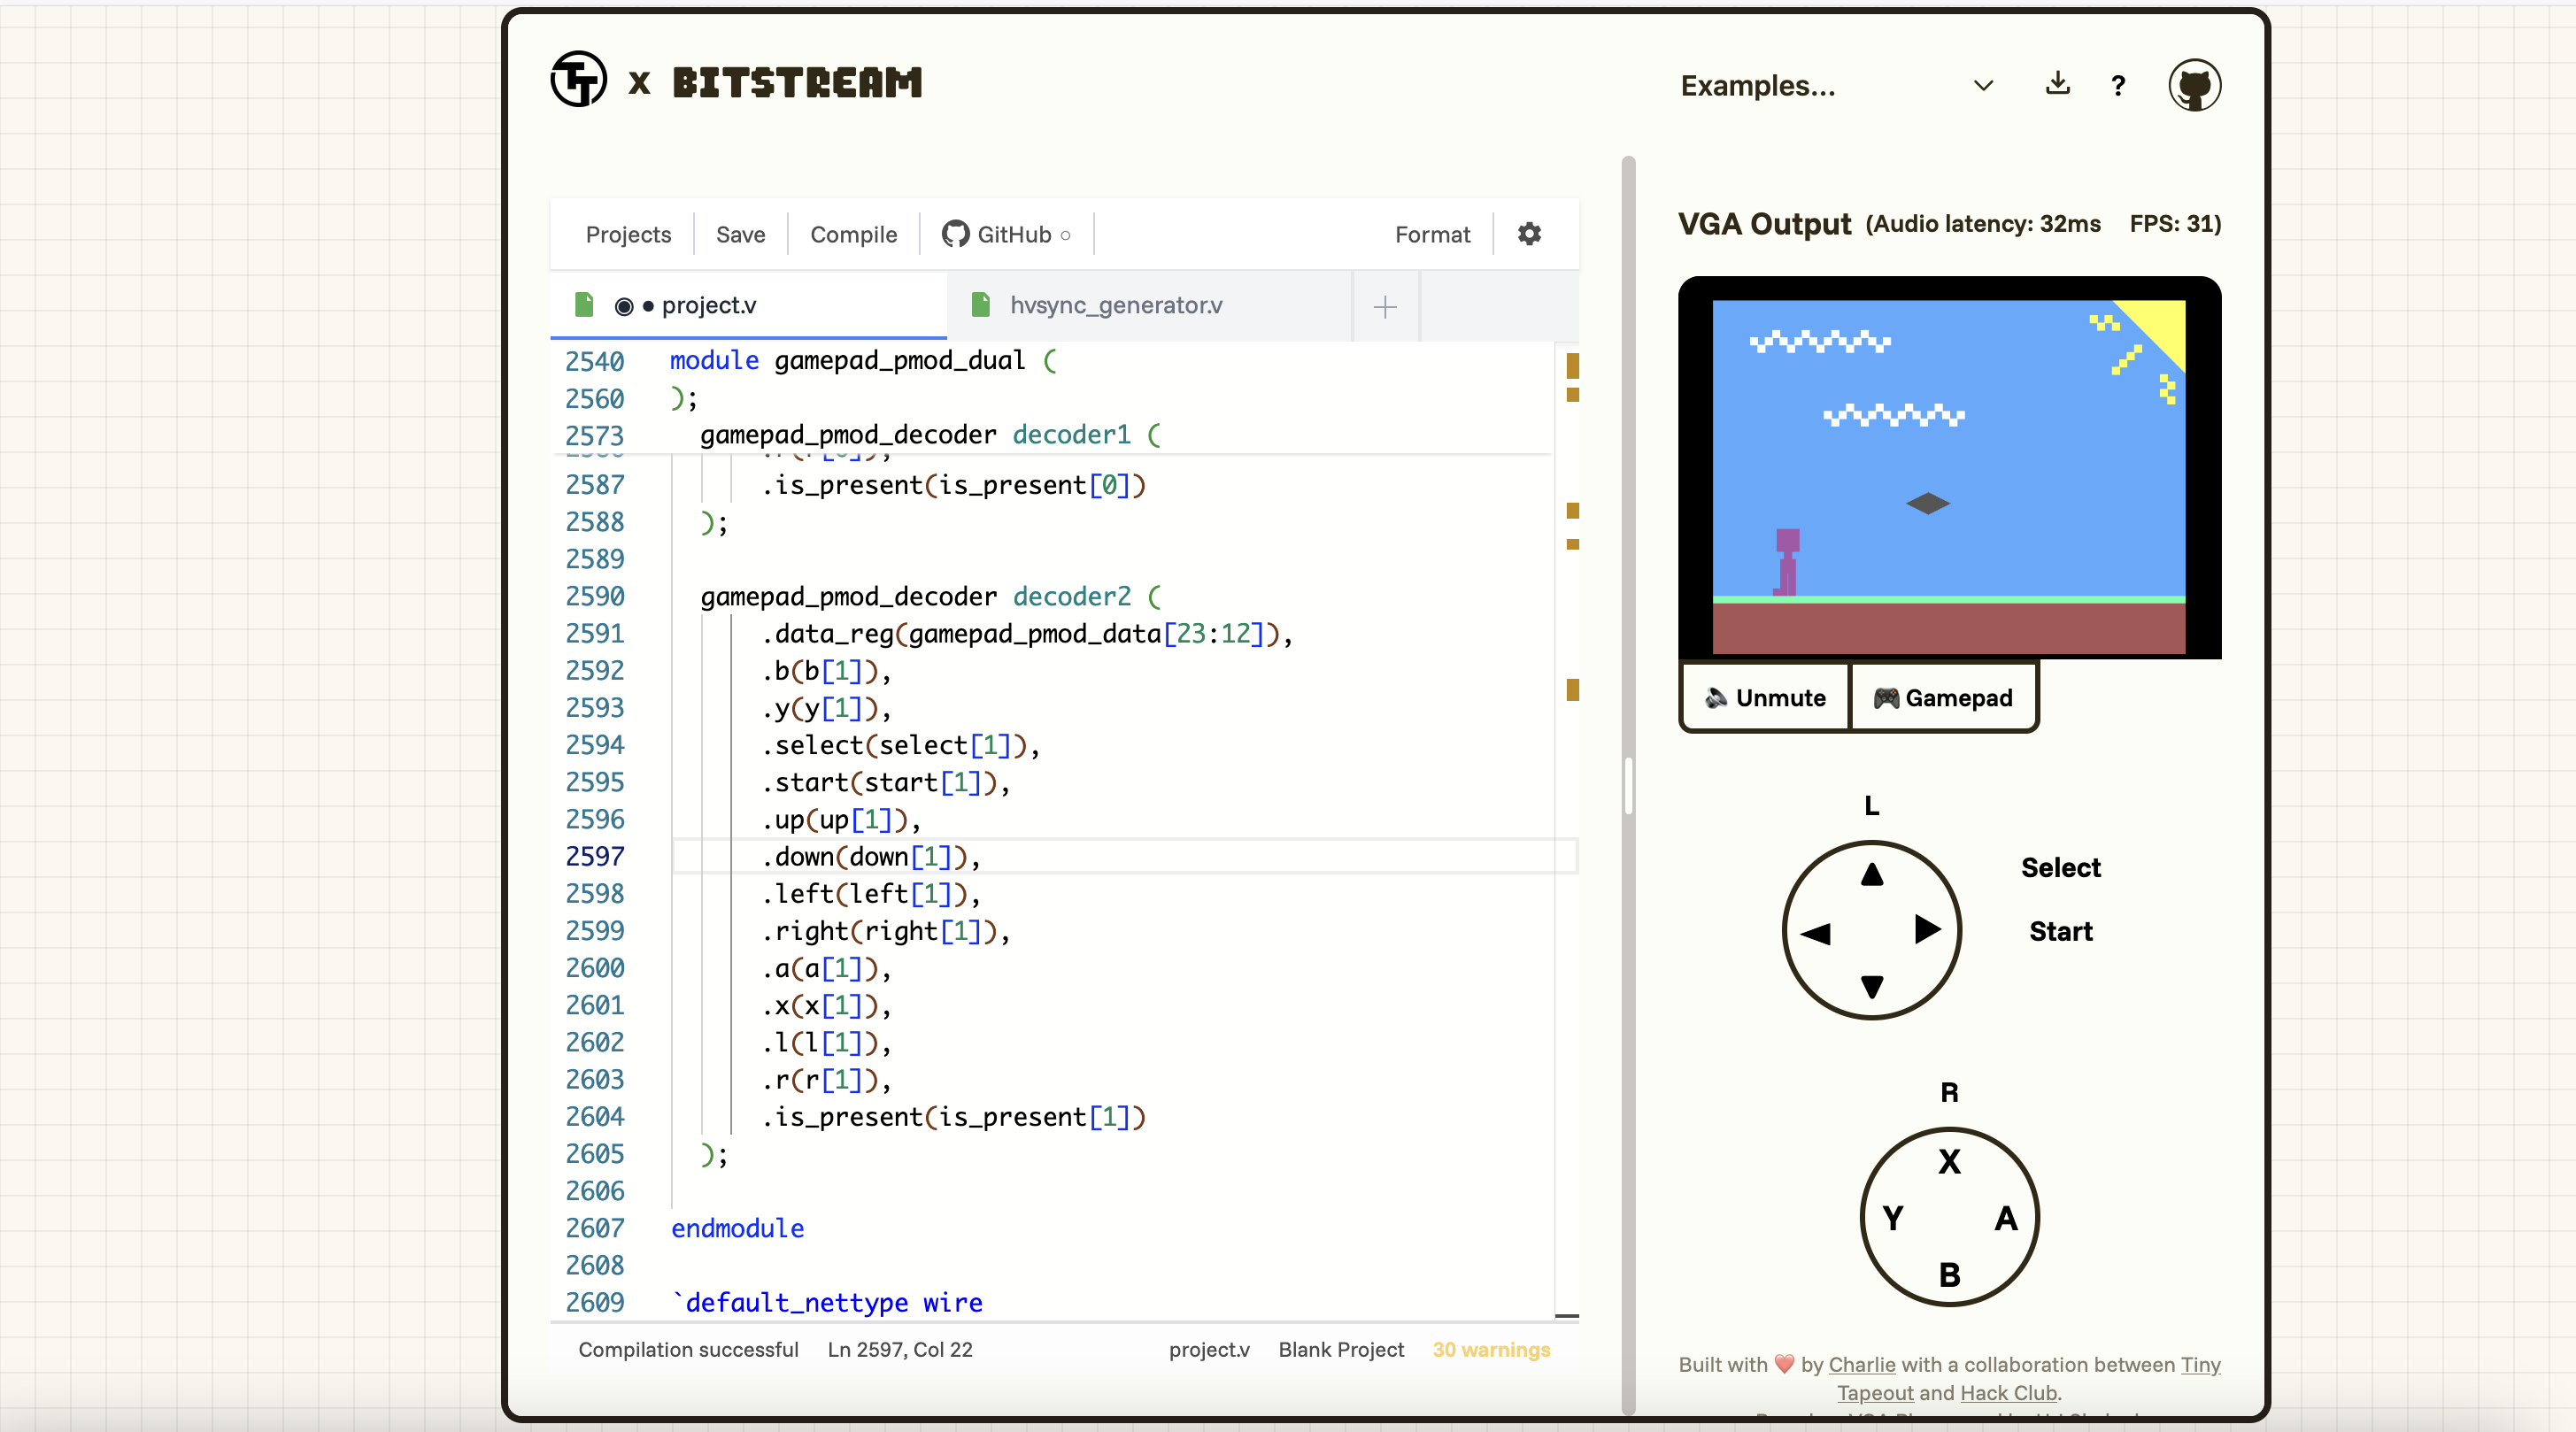 TT x BITSTREAM
Examples...
?
Projects
Save
Compile
GitHub
Format
project.v
hvsync_generator.v
2540 module gamepad_pmod_dual (
2560 );
2573 gamepad_pmod_decoder decoder1 (
2587 .is_present(is_present[0])
2588 );
2589
2590 gamepad_pmod_decoder decoder2 (
2591 .data_reg(gamepad_pmod_data[23:12]),
2592 .b(b[1]),
2593 .y(y[1]),
2594 .select(select[1]),
2595 .start(start[1]),
2596 .up(up[1]),
2597 .down(down[1]),
2598 .left(left[1]),
2599 .right(right[1]),
2600 .a(a[1]),
2601 .x(x[1]),
2602 .l(l[1]),
2603 .r(r[1]),
2604 .is_present(is_present[1])
2605 );
2606
2607 endmodule
2608
2609 `default_nettype wire
Compilation successful
Ln 2597, Col 22
project.v
Blank Project
30 warnings
VGA Output (Audio latency: 32ms FPS: 31)
Unmute
Gamepad
L
Select
Start
R
X
Y A
B
Built with ❤️ by Charlie with a collaboration between Tiny
Tapeout and Hack Club.